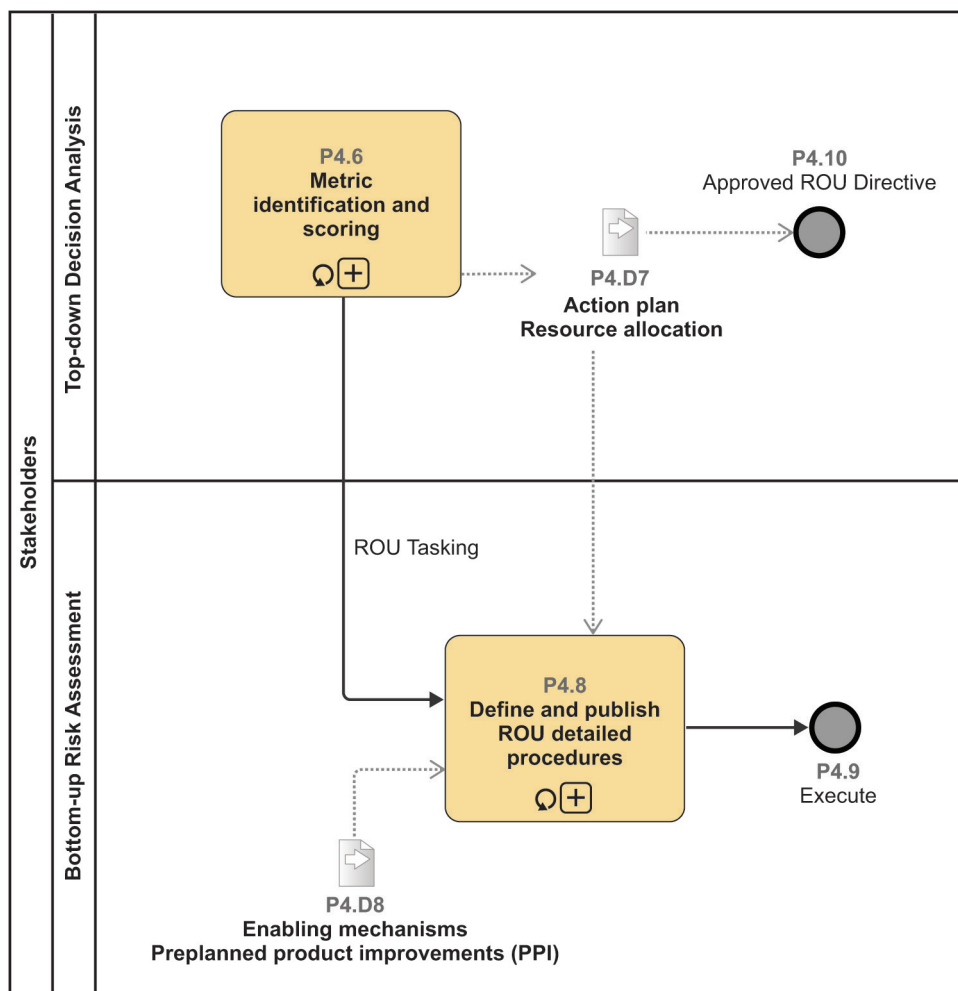 Stakeholders
Top-down Decision Analysis
P4.6
Metric
identification and
scoring
P4.D7
Action plan
Resource allocation
P4.10
Approved ROU Directive
Bottom-up Risk Assessment
ROU Tasking
P4.8
Define and publish
ROU detailed
procedures
P4.9
Execute
P4.D8
Enabling mechanisms
Preplanned product improvements (PPI)